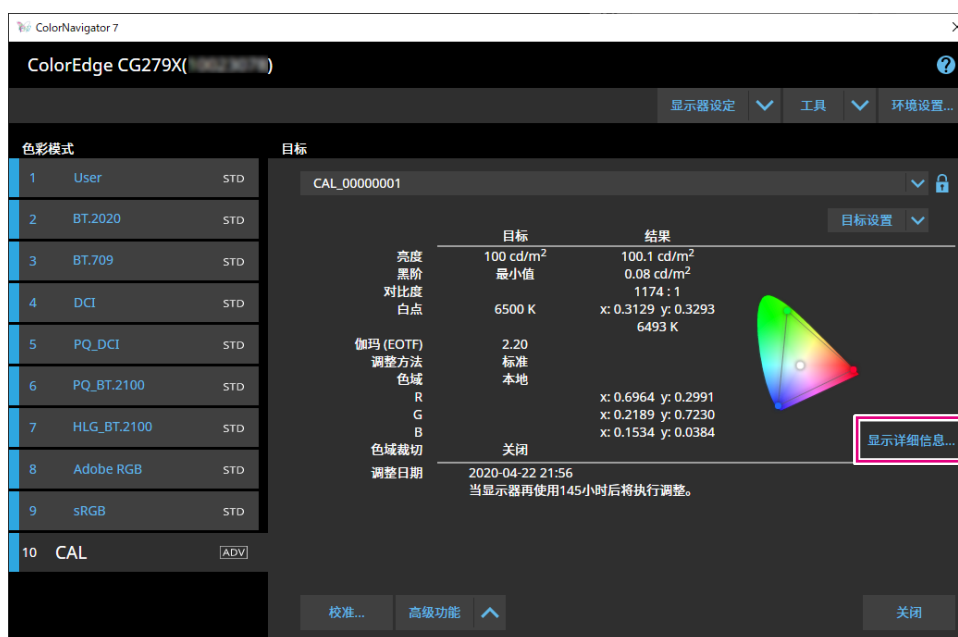 ColorNavigator 7
ColorEdge CG279X( )
显示器设定 工具 环境设置...
色彩模式
1 User STD
2 BT.2020 STD
3 BT.709 STD
4 DCI STD
5 PQ_DCI STD
6 PQ_BT.2100 STD
7 HLG_BT.2100 STD
8 Adobe RGB STD
9 sRGB STD
10 CAL ADV
目标
CAL_00000001
目标设置
目标 结果
亮度 100 cd/m² 100.1 cd/m²
黑阶 最小值 0.08 cd/m²
对比度 1174 : 1
白点 6500 K x: 0.3129 y: 0.3293
6493 K
伽玛 (EOTF) 2.20
调整方法 标准
色域 本地
R x: 0.6964 y: 0.2991
G x: 0.2189 y: 0.7230
B x: 0.1534 y: 0.0384
色域裁切 关闭
显示详细信息...
调整日期 2020-04-22 21:56
当显示器再使用145小时后将执行调整。
校准... 高级功能 关闭